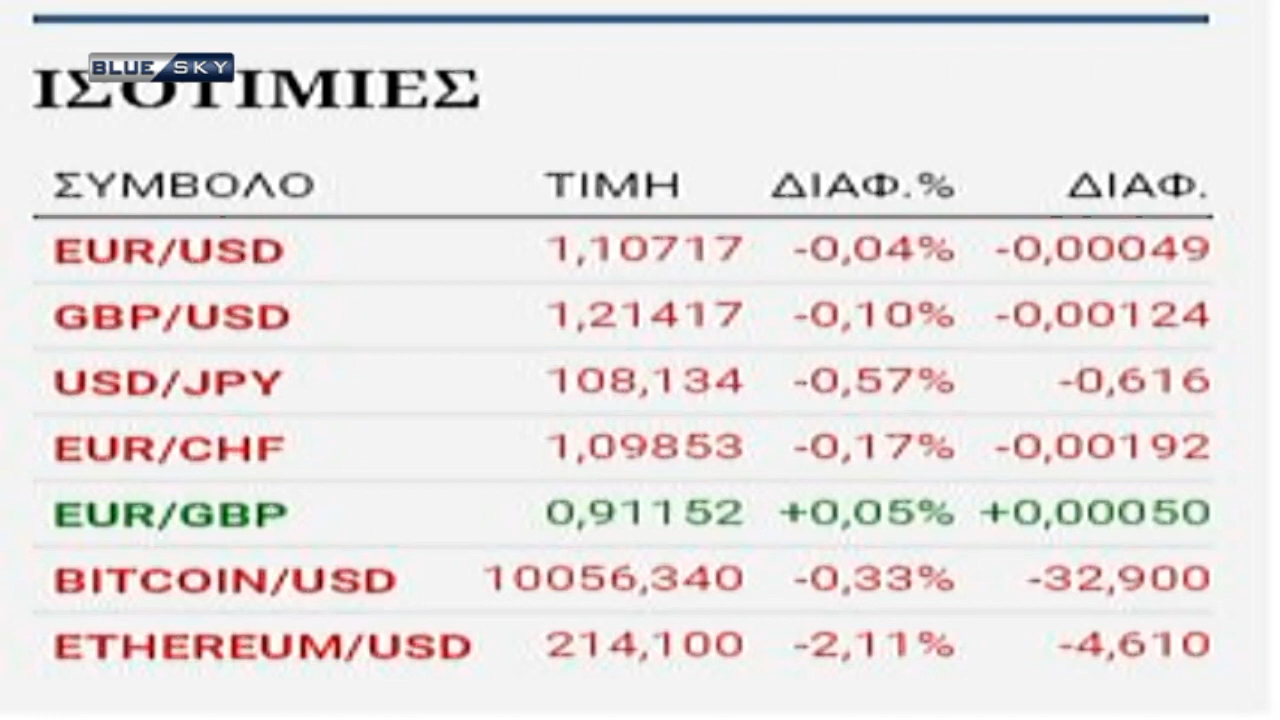 BLUE SKY
ΙΣΟΤΙΜΙΕΣ
ΣΥΜΒΟΛΟ ΤΙΜΗ ΔΙΑΦ.% ΔΙΑΦ.
EUR/USD 1,10717 -0,04% -0,00049
GBP/USD 1,21417 -0,10% -0,00124
USD/JPY 108,134 -0,57% -0,616
EUR/CHF 1,09853 -0,17% -0,00192
EUR/GBP 0,91152 +0,05% +0,00050
BITCOIN/USD 10056,340 -0,33% -32,900
ETHEREUM/USD 214,100 -2,11% -4,610